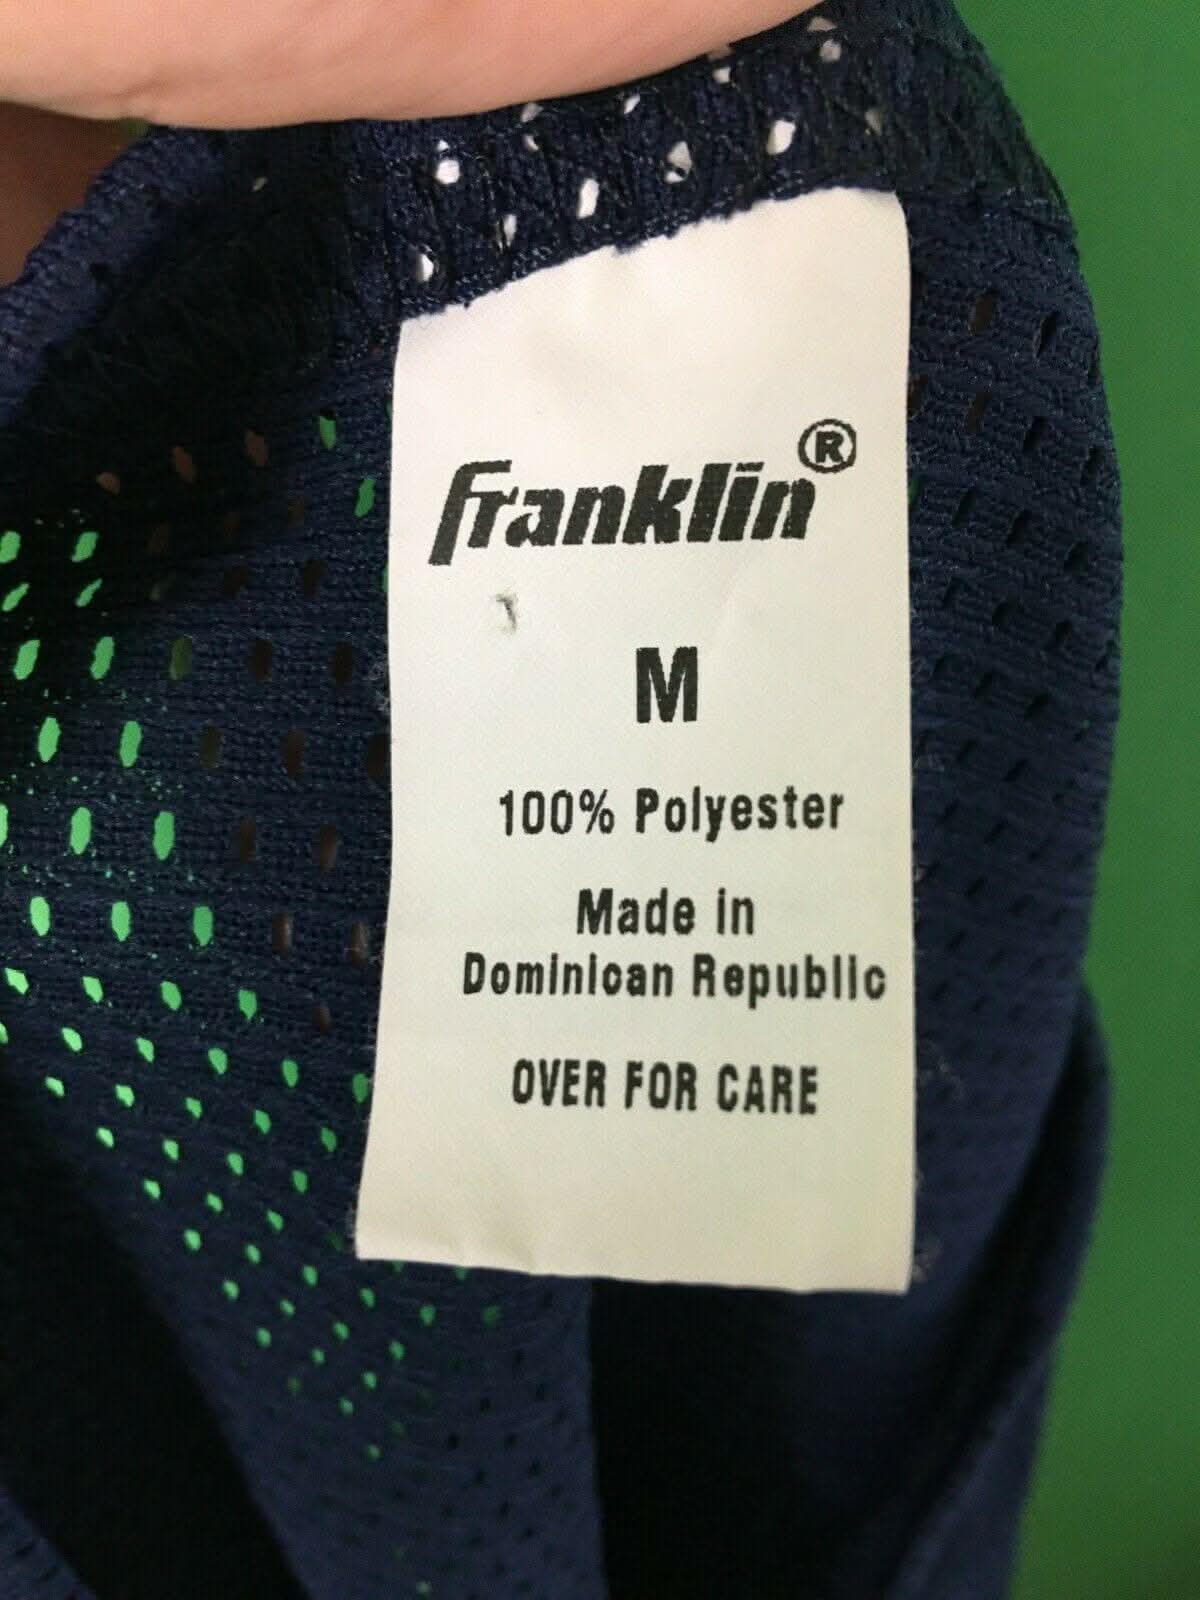 Franklin®
M
100% Polyester
Made in
Dominican Republic
OVER FOR CARE